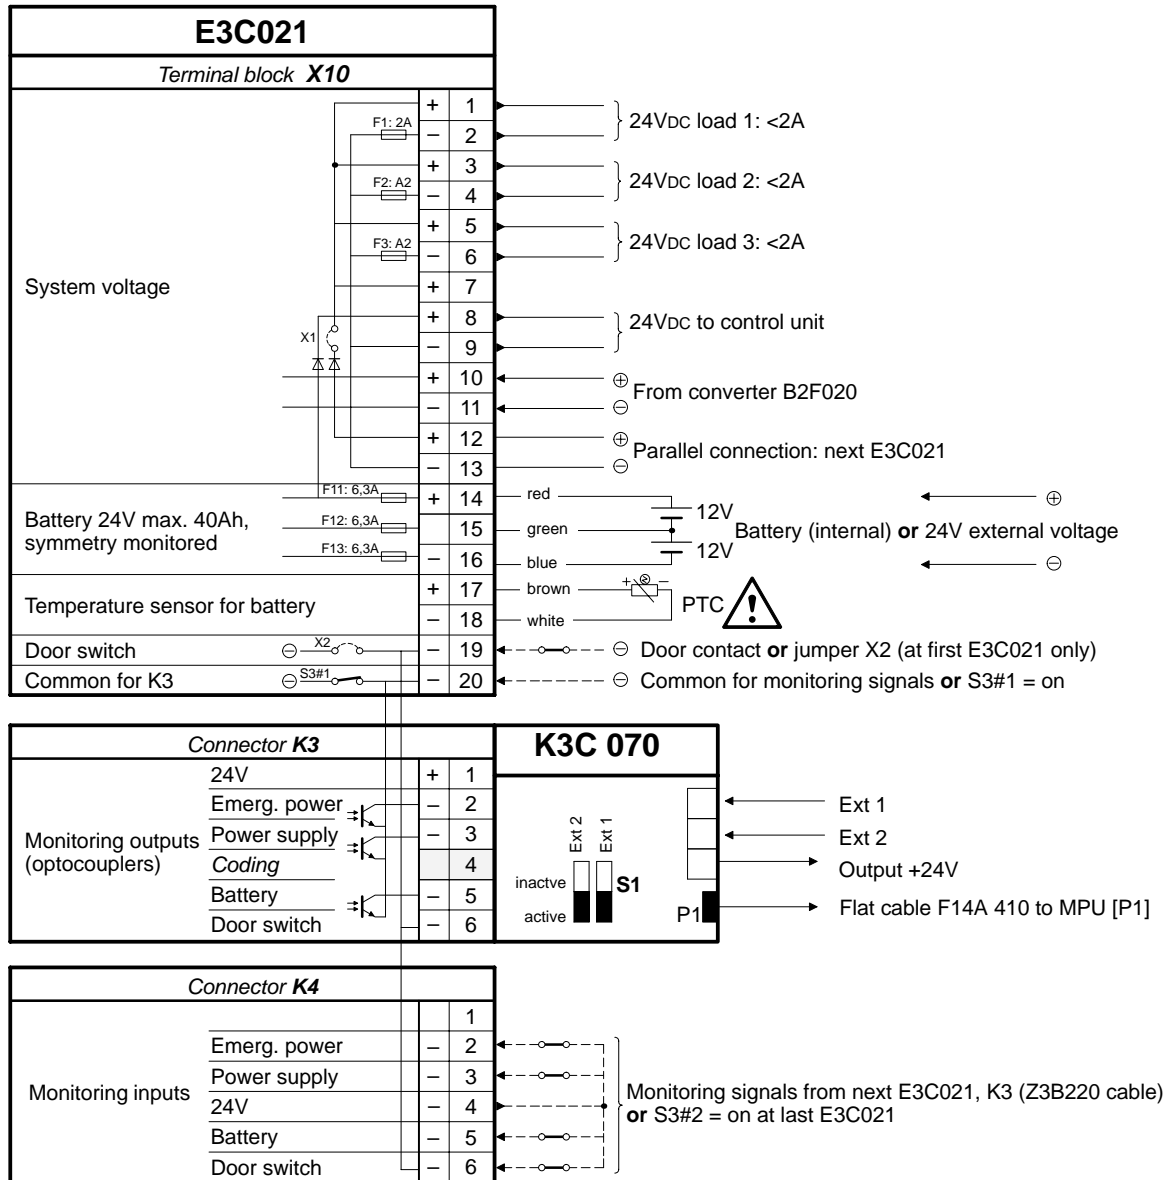 E3C021
Terminal block X10
System voltage
F1: 2A
+ 1
– 2
24VDC load 1: <2A
F2: A2
+ 3
– 4
24VDC load 2: <2A
F3: A2
+ 5
– 6
24VDC load 3: <2A
+ 7
X1
+ 8
– 9
24VDC to control unit
+ 10
– 11
From converter B2F020
+ 12
– 13
Parallel connection: next E3C021
Battery 24V max. 40Ah,
symmetry monitored
F11: 6,3A + 14 red
F12: 6,3A 15 green
F13: 6,3A – 16 blue
12V
12V
Battery (internal) or 24V external voltage
Temperature sensor for battery
+ 17 brown
– 18 white
+ –
PTC
!
Door switch X2 – 19 Door contact or jumper X2 (at first E3C021 only)
Common for K3 S3#1 – 20 Common for monitoring signals or S3#1 = on
Connector K3
Monitoring outputs
(optocouplers)
24V + 1
Emerg. power – 2
Power supply – 3
Coding 4
Battery – 5
Door switch – 6
K3C 070
Ext 2
Ext 1
inactve
active
S1
P1
Ext 1
Ext 2
Output +24V
Flat cable F14A 410 to MPU [P1]
Connector K4
Monitoring inputs
1
Emerg. power – 2
Power supply – 3
24V – 4
Battery – 5
Door switch – 6
Monitoring signals from next E3C021, K3 (Z3B220 cable)
or S3#2 = on at last E3C021